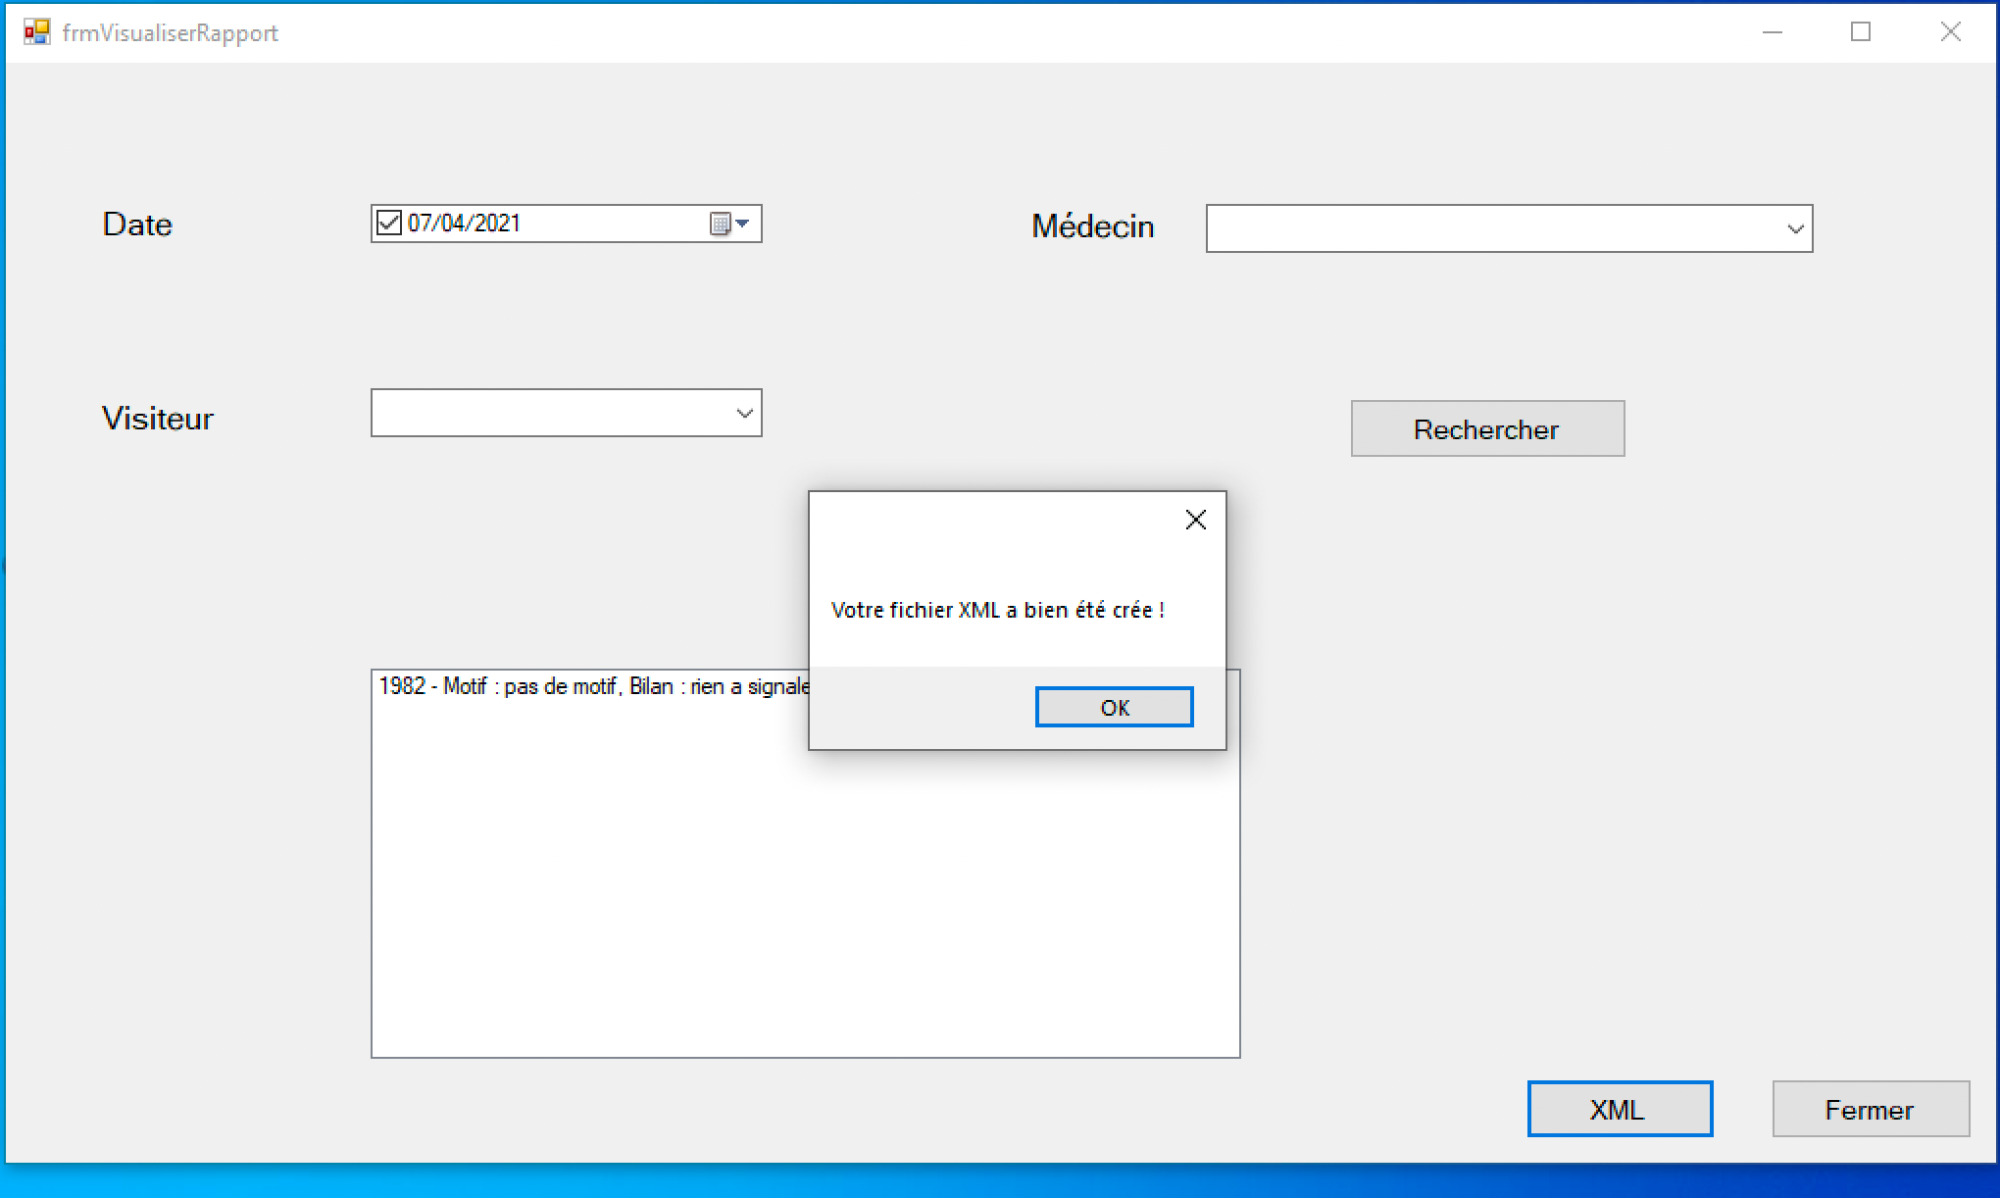 frmVisualiserRapport
Date
07/04/2021
Médecin
Visiteur
Rechercher
Votre fichier XML a bien été crée !
OK
1982 - Motif : pas de motif, Bilan : rien a signale
XML
Fermer